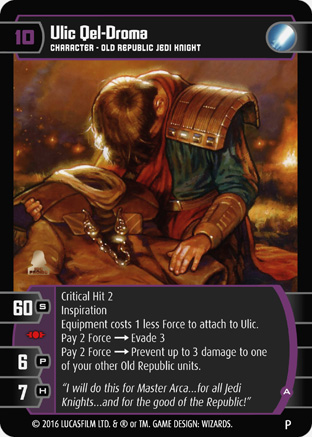 10
Ulic Qel-Droma
CHARACTER - OLD REPUBLIC JEDI KNIGHT
60 S
Critical Hit 2
Inspiration
Equipment costs 1 less Force to attach to Ulic.
Pay 2 Force → Evade 3
6 P
Pay 2 Force → Prevent up to 3 damage to one
of your other Old Republic units.
7 H
“I will do this for Master Arca...for all Jedi
Knights...and for the good of the Republic!”
A
© 2016 LUCASFILM LTD. & ® or TM. GAME DESIGN: WIZARDS.
P